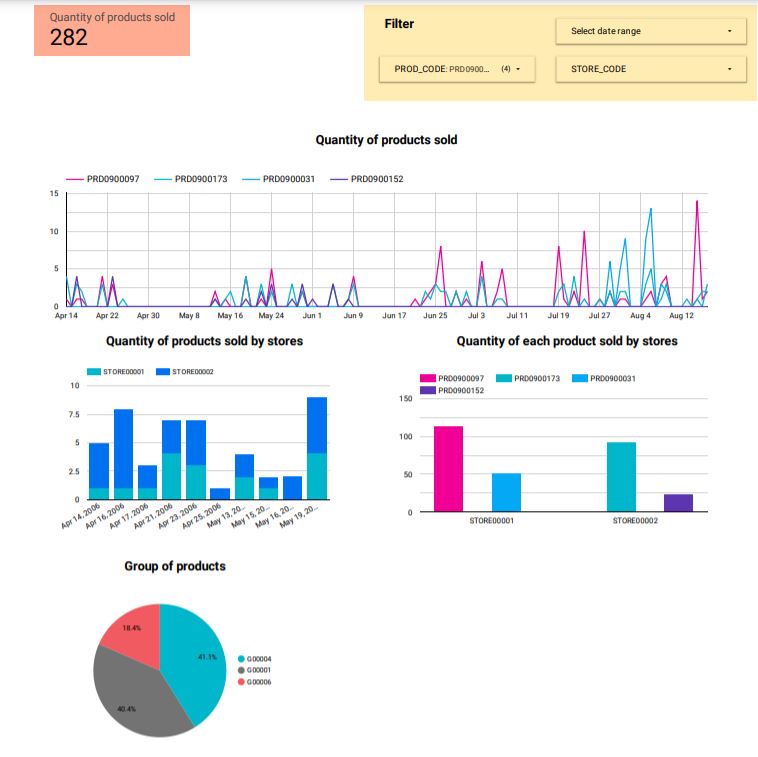 Quantity of products sold
282
Filter
Select date range
PROD_CODE: PRD0900... (4)
STORE_CODE
Quantity of products sold
PRD0900097 PRD0900173 PRD0900031 PRD0900152
15
10
5
0
Apr 14 Apr 22 Apr 30 May 8 May 16 May 24 Jun 1 Jun 9 Jun 17 Jun 25 Jul 3 Jul 11 Jul 19 Jul 27 Aug 4 Aug 12
Quantity of products sold by stores
STORE00001 STORE00002
10
7.5
5
2.5
0
Apr 14, 2006 Apr 16, 2006 Apr 17, 2006 Apr 21, 2006 Apr 23, 2006 Apr 25, 2006 May 13, 20... May 15, 20... May 16, 20... May 19, 20...
Quantity of each product sold by stores
PRD0900097 PRD0900173 PRD0900031
PRD0900152
150
100
50
0
STORE00001 STORE00002
Group of products
18.4%
41.1%
40.4%
G00004
G00001
G00006